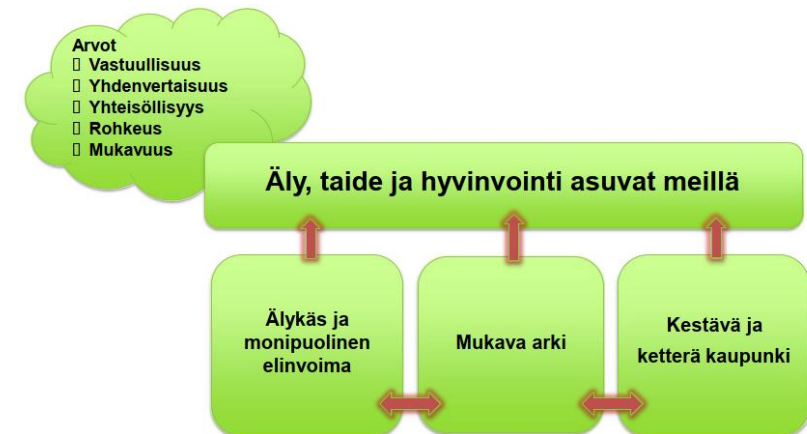 Arvot
▯ Vastuullisuus
▯ Yhdenvertaisuus
▯ Yhteisöllisyys
▯ Rohkeus
▯ Mukavuus
Äly, taide ja hyvinvointi asuvat meillä
Älykäs ja
monipuolinen
elinvoima
Mukava arki
Kestävä ja
ketterä kaupunki